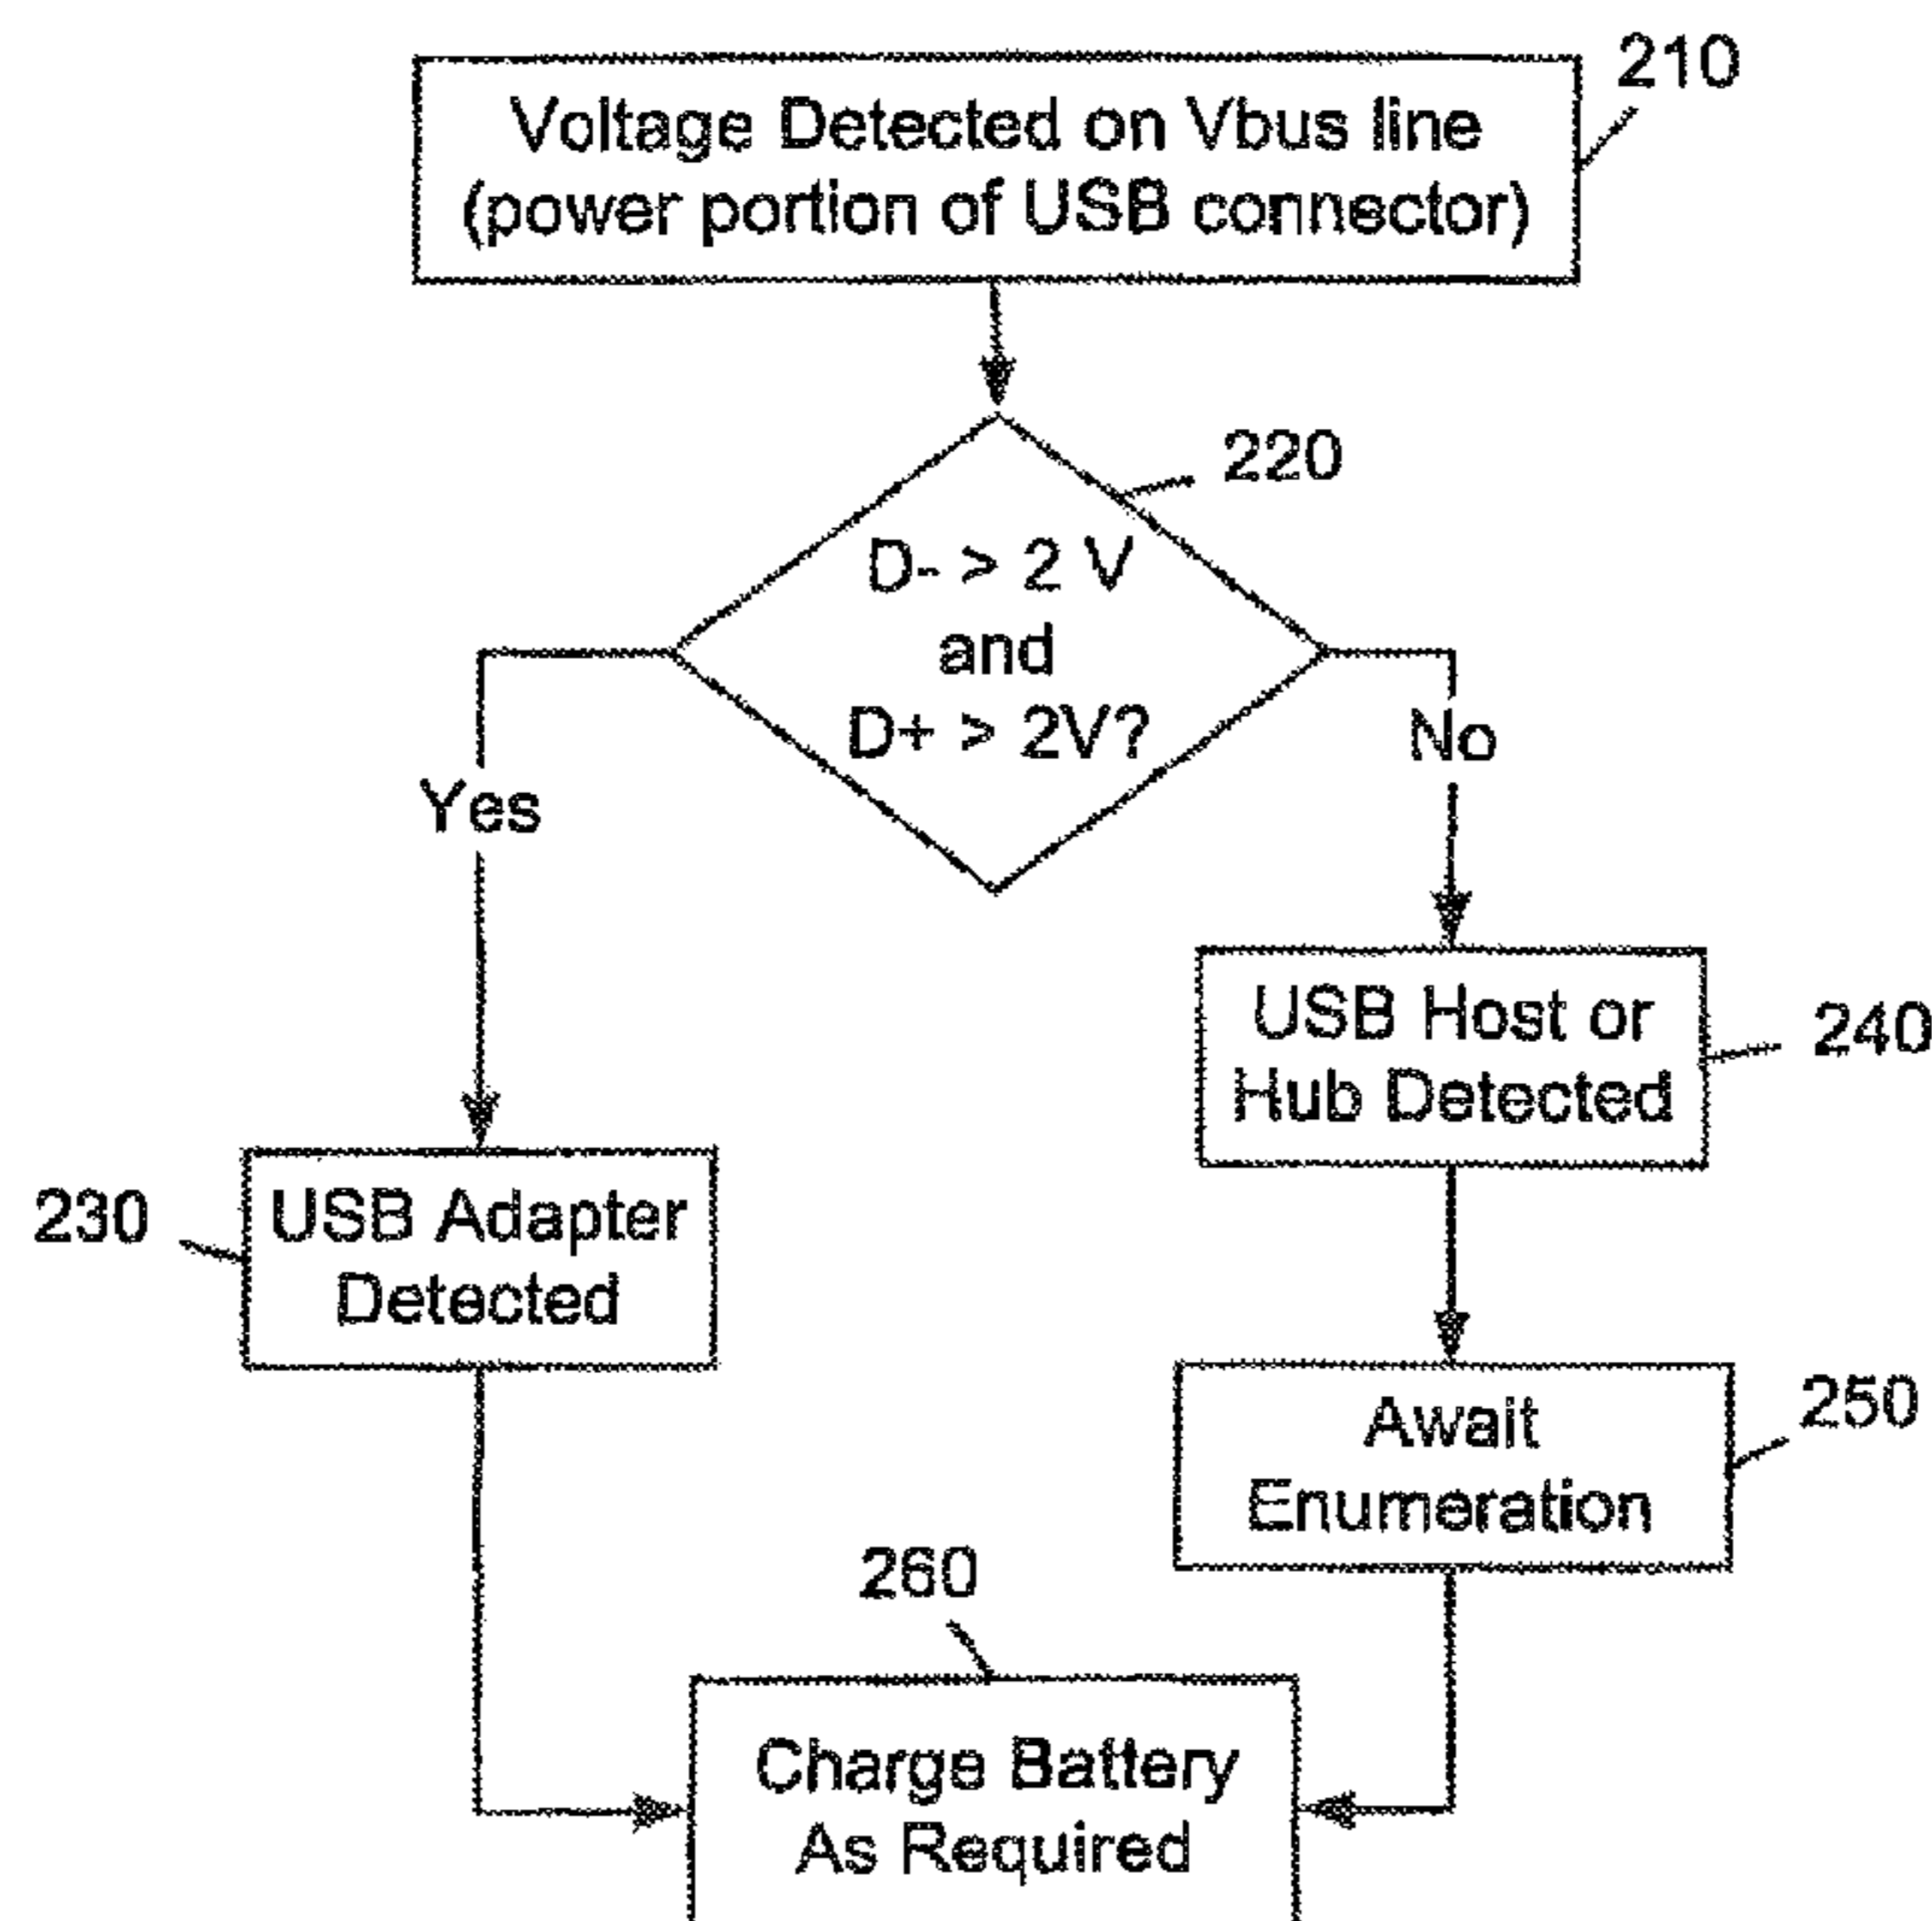 210
Voltage Detected on Vbus line
(power portion of USB connector)
220
D- > 2 V
and
D+ > 2V?
No
Yes
USB Host or
Hub Detected
240
230
USB Adapter
Detected
Await
Enumeration
250
260
Charge Battery
As Required